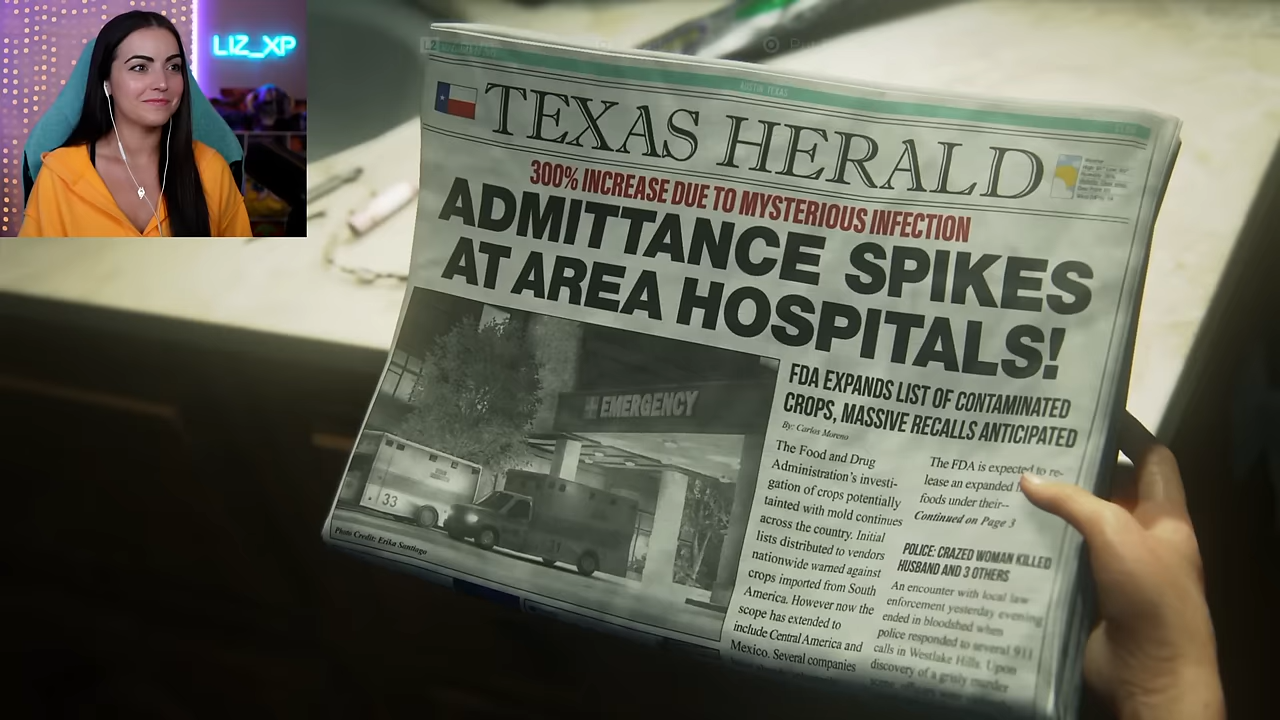 LIZ_XP
L2
AUSTIN, TEXAS
TEXAS HERALD
Weather
300% INCREASE DUE TO MYSTERIOUS INFECTION
ADMITTANCE SPIKES
AT AREA HOSPITALS!
EMERGENCY
33
31
Photo Credit: Erika Santiago
FDA EXPANDS LIST OF CONTAMINATED
CROPS, MASSIVE RECALLS ANTICIPATED
By: Carlos Moreno
The Food and Drug
Administration's investi-
gation of crops potentially
tainted with mold continues
across the country. Initial
lists distributed to vendors
nationwide warned against
crops imported from South
America. However now the
scope has extended to
include Central America and
Mexico. Several companies
The FDA is expected to re-
lease an expanded
foods under their--
Continued on Page 3
POLICE: CRAZED WOMAN KILLED
HUSBAND AND 3 OTHERS
An encounter with local law
enforcement yesterday evening
ended in bloodshed when
police responded to several 911
calls in Westlake Hills. Upon
discovery of a grisly murder